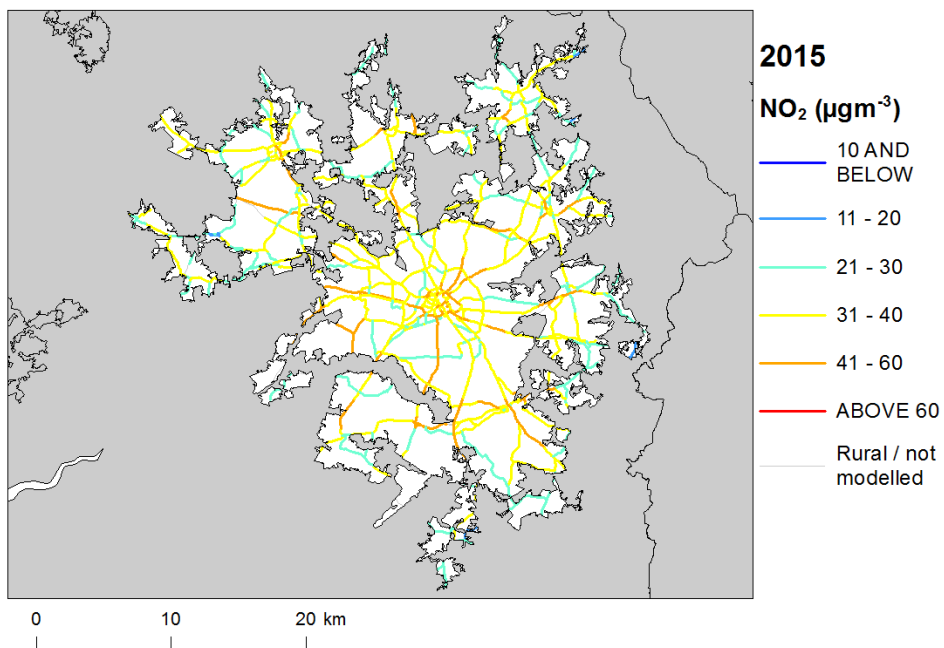 2015
NO₂ (µgm⁻³)
10 AND
BELOW
11 - 20
21 - 30
31 - 40
41 - 60
ABOVE 60
Rural / not
modelled
0 10 20 km